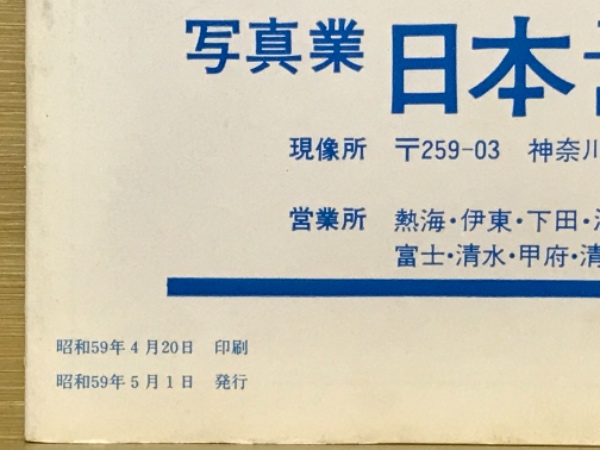 写真業 日本
現像所 〒259-03 神奈川
営業所 熱海・伊東・下田・
富士・清水・甲府・清
昭和59年4月20日 印刷
昭和59年5月1日 発行